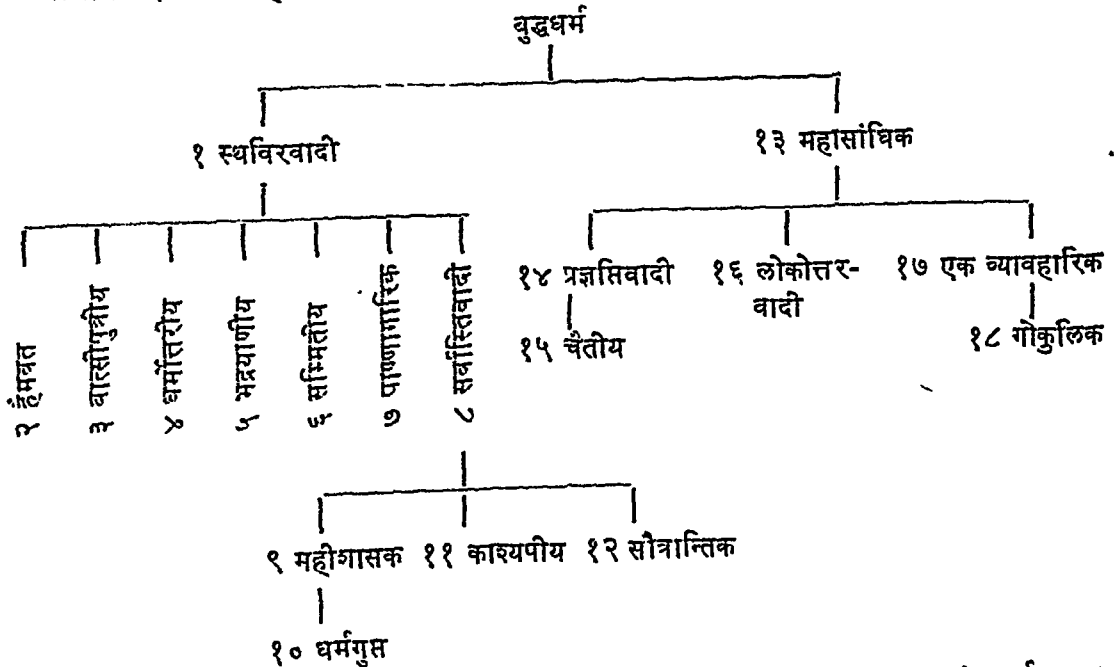 बुद्धधर्म
१ स्थविरवादी
१३ महासांघिक
२ हैमवत
३ वात्सीपुत्रीय
४ धर्मोत्तरीय
५ भद्रयाणीय
६ सम्मितीय
७ पाण्णागारिक
८ सर्वास्तिवादी
१४ प्रज्ञप्तिवादी
१५ चैतीय
१६ लोकोत्तर-
वादी
१७ एक व्यावहारिक
१८ गोकुलिक
९ महीशासक
११ काश्यपीय
१२ सौत्रान्तिक
१० धर्मगुप्त